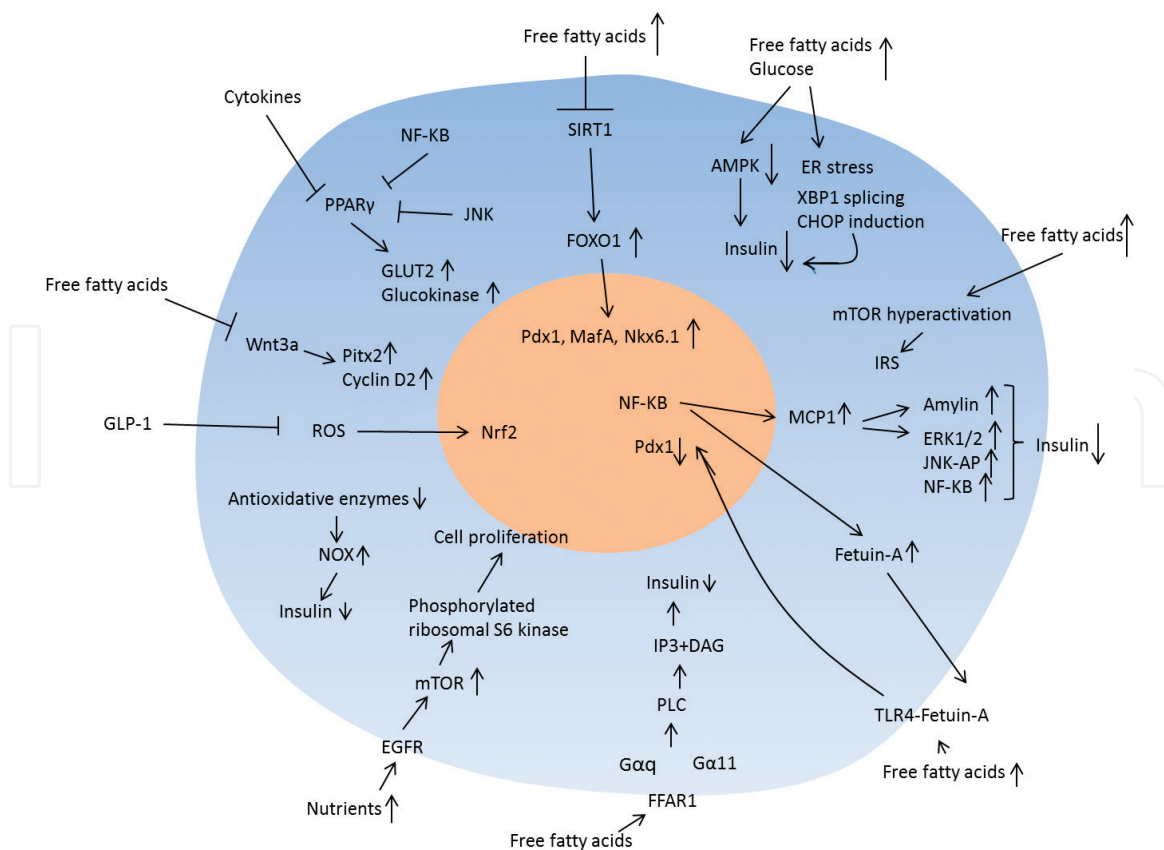 Free fatty acids
Free fatty acids
Glucose
Cytokines
NF-KB
SIRT1
AMPK
ER stress
PPARγ
JNK
XBP1 splicing
CHOP induction
FOXO1
Insulin
Free fatty acids
GLUT2
Glucokinase
Free fatty acids
mTOR hyperactivation
Pdx1, MafA, Nkx6.1
Wnt3a
Pitx2
Cyclin D2
IRS
NF-KB
MCP1
Amylin
GLP-1
ROS
Nrf2
ERK1/2
JNK-AP
NF-KB
Insulin
Pdx1
Antioxidative enzymes
NOX
Insulin
Cell proliferation
Fetuin-A
Phosphorylated
ribosomal S6 kinase
Insulin
IP3+DAG
mTOR
PLC
TLR4-Fetuin-A
EGFR
Gαq
Gα11
Free fatty acids
Nutrients
FFAR1
Free fatty acids